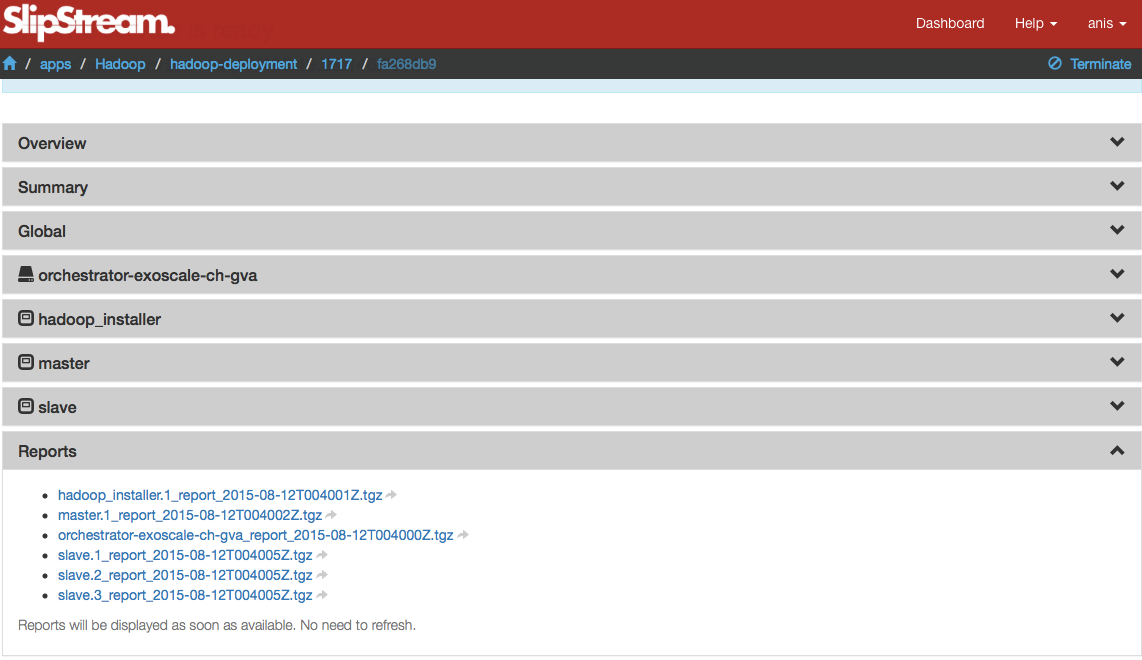 SlipStream.
Dashboard Help anis
/ apps / Hadoop / hadoop-deployment / 1717 / fa268db9 Terminate
Overview
Summary
Global
orchestrator-exoscale-ch-gva
hadoop_installer
master
slave
Reports
hadoop_installer.1_report_2015-08-12T004001Z.tgz
master.1_report_2015-08-12T004002Z.tgz
orchestrator-exoscale-ch-gva_report_2015-08-12T004000Z.tgz
slave.1_report_2015-08-12T004005Z.tgz
slave.2_report_2015-08-12T004005Z.tgz
slave.3_report_2015-08-12T004005Z.tgz
Reports will be displayed as soon as available. No need to refresh.